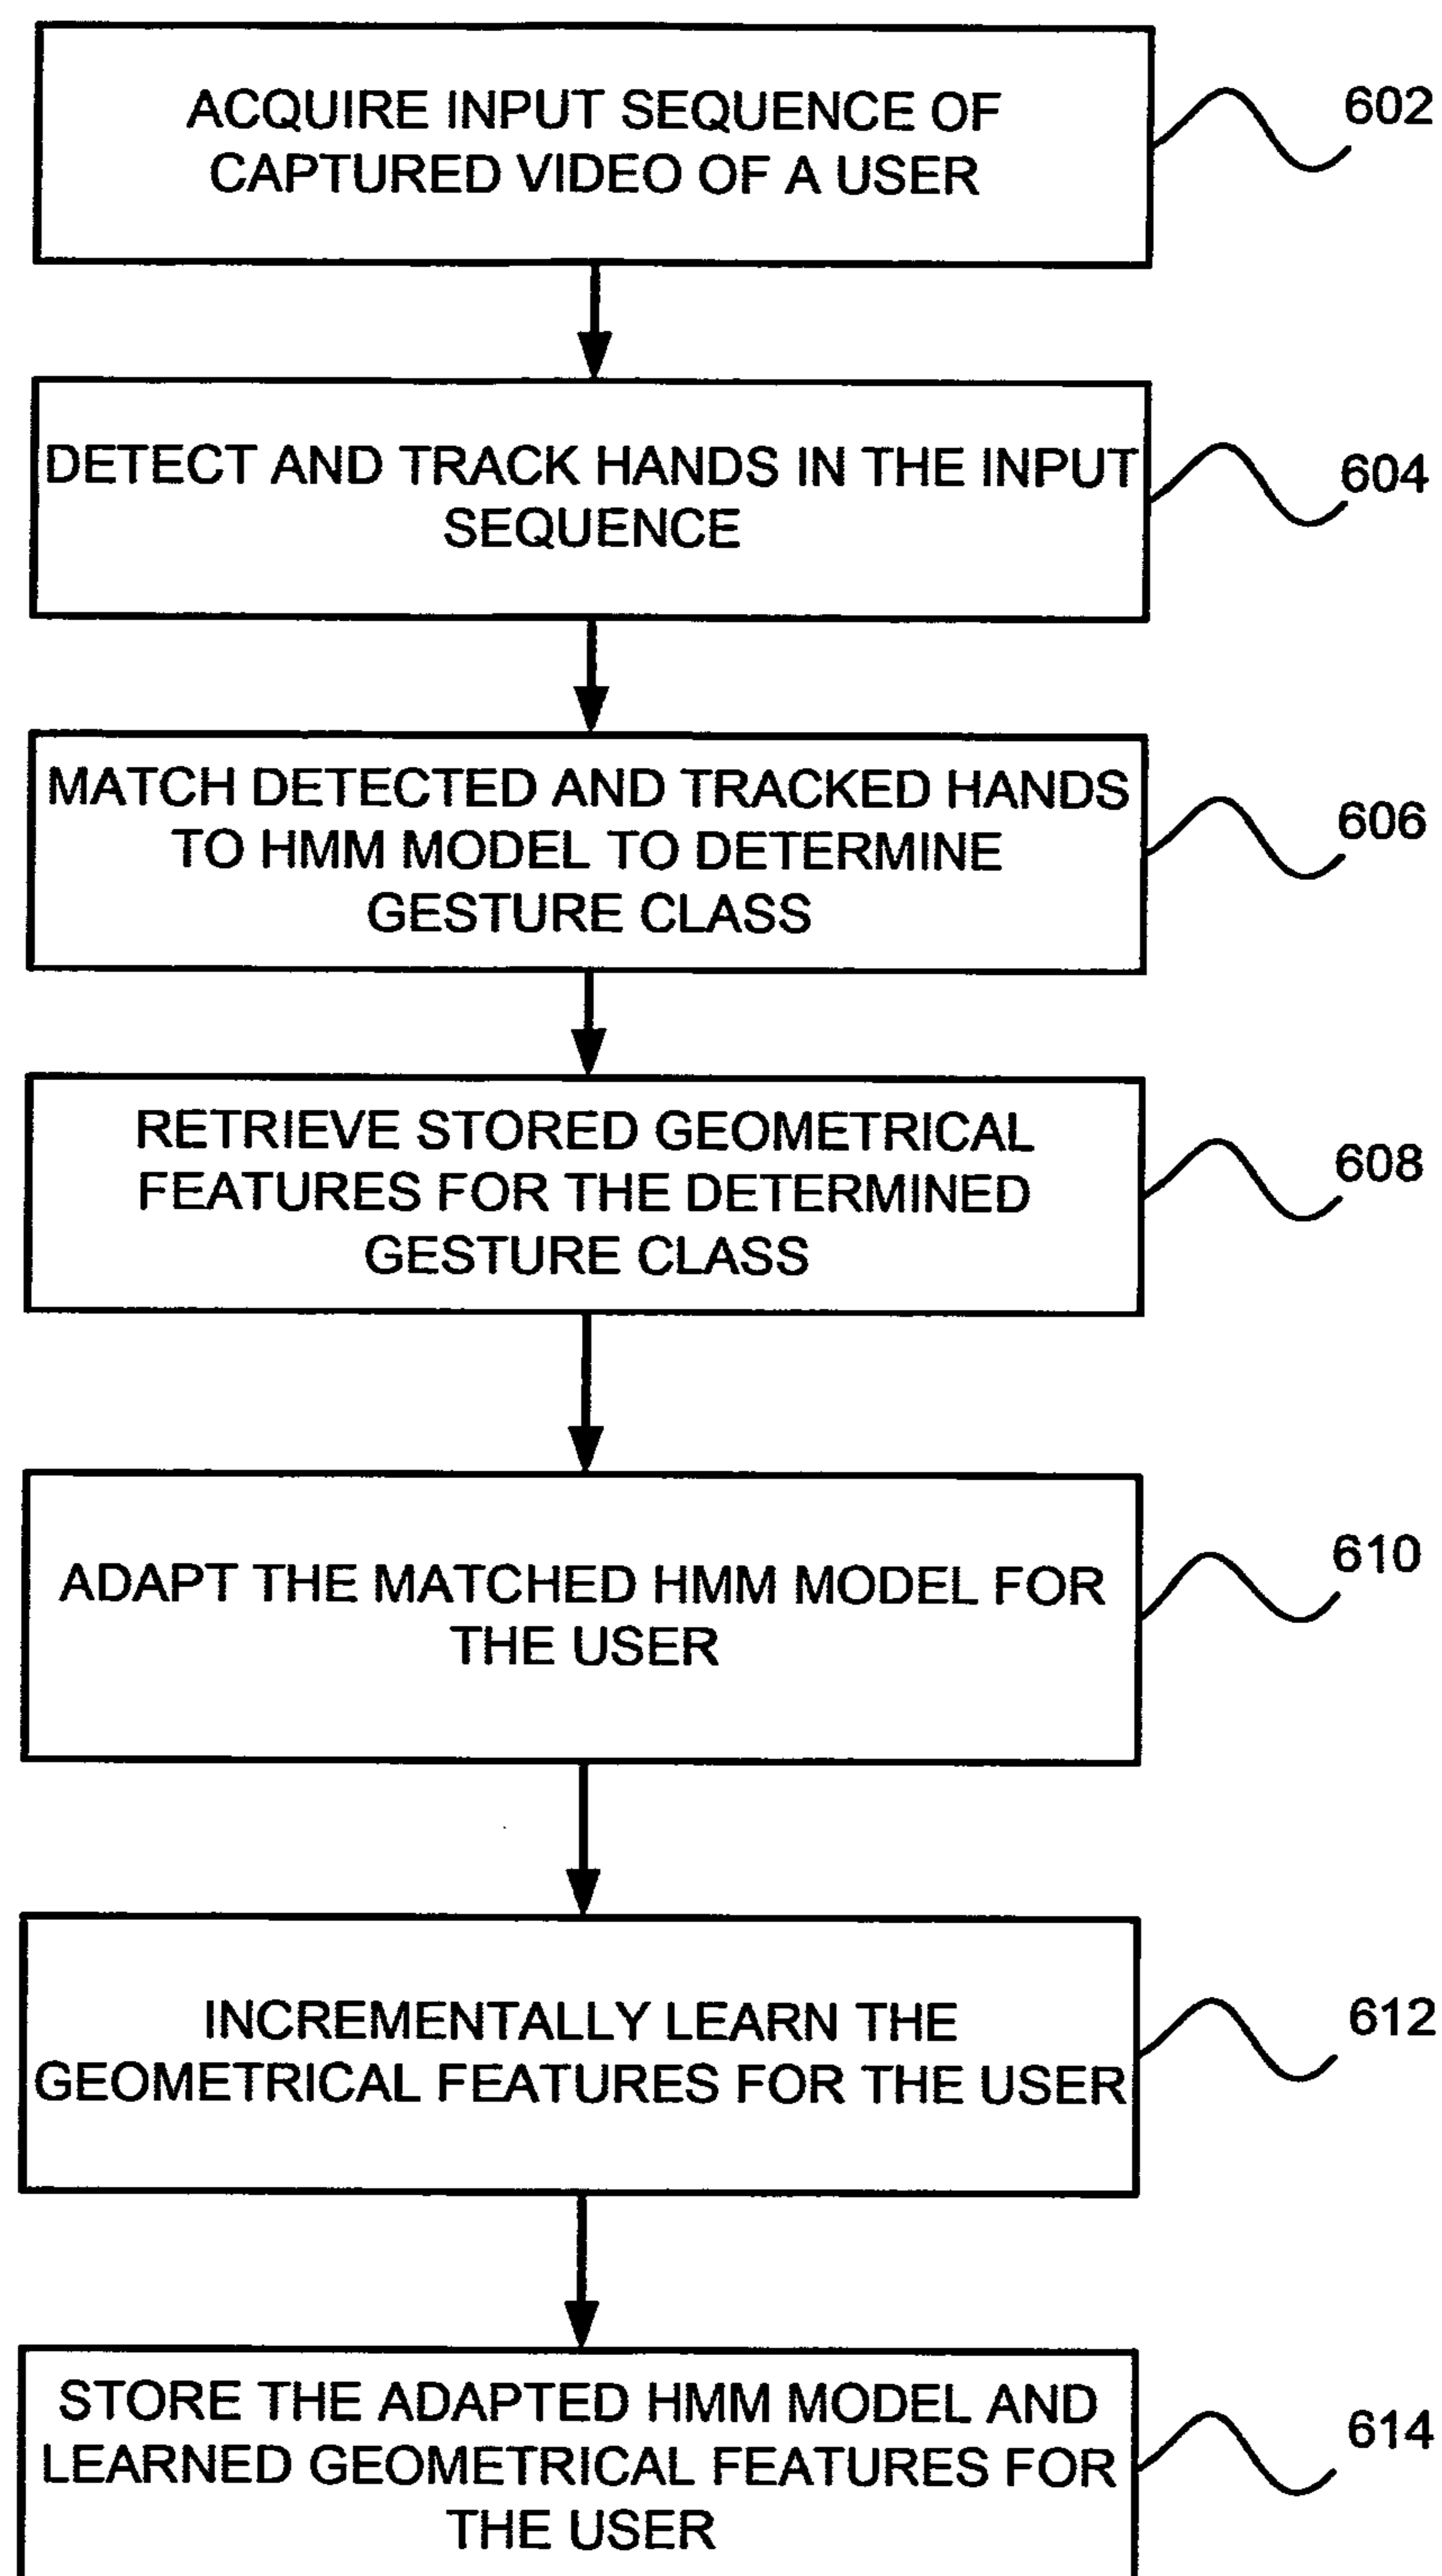 ACQUIRE INPUT SEQUENCE OF
CAPTURED VIDEO OF A USER
602
DETECT AND TRACK HANDS IN THE INPUT
SEQUENCE
604
MATCH DETECTED AND TRACKED HANDS
TO HMM MODEL TO DETERMINE
GESTURE CLASS
606
RETRIEVE STORED GEOMETRICAL
FEATURES FOR THE DETERMINED
GESTURE CLASS
608
ADAPT THE MATCHED HMM MODEL FOR
THE USER
610
INCREMENTALLY LEARN THE
GEOMETRICAL FEATURES FOR THE USER
612
STORE THE ADAPTED HMM MODEL AND
LEARNED GEOMETRICAL FEATURES FOR
THE USER
614